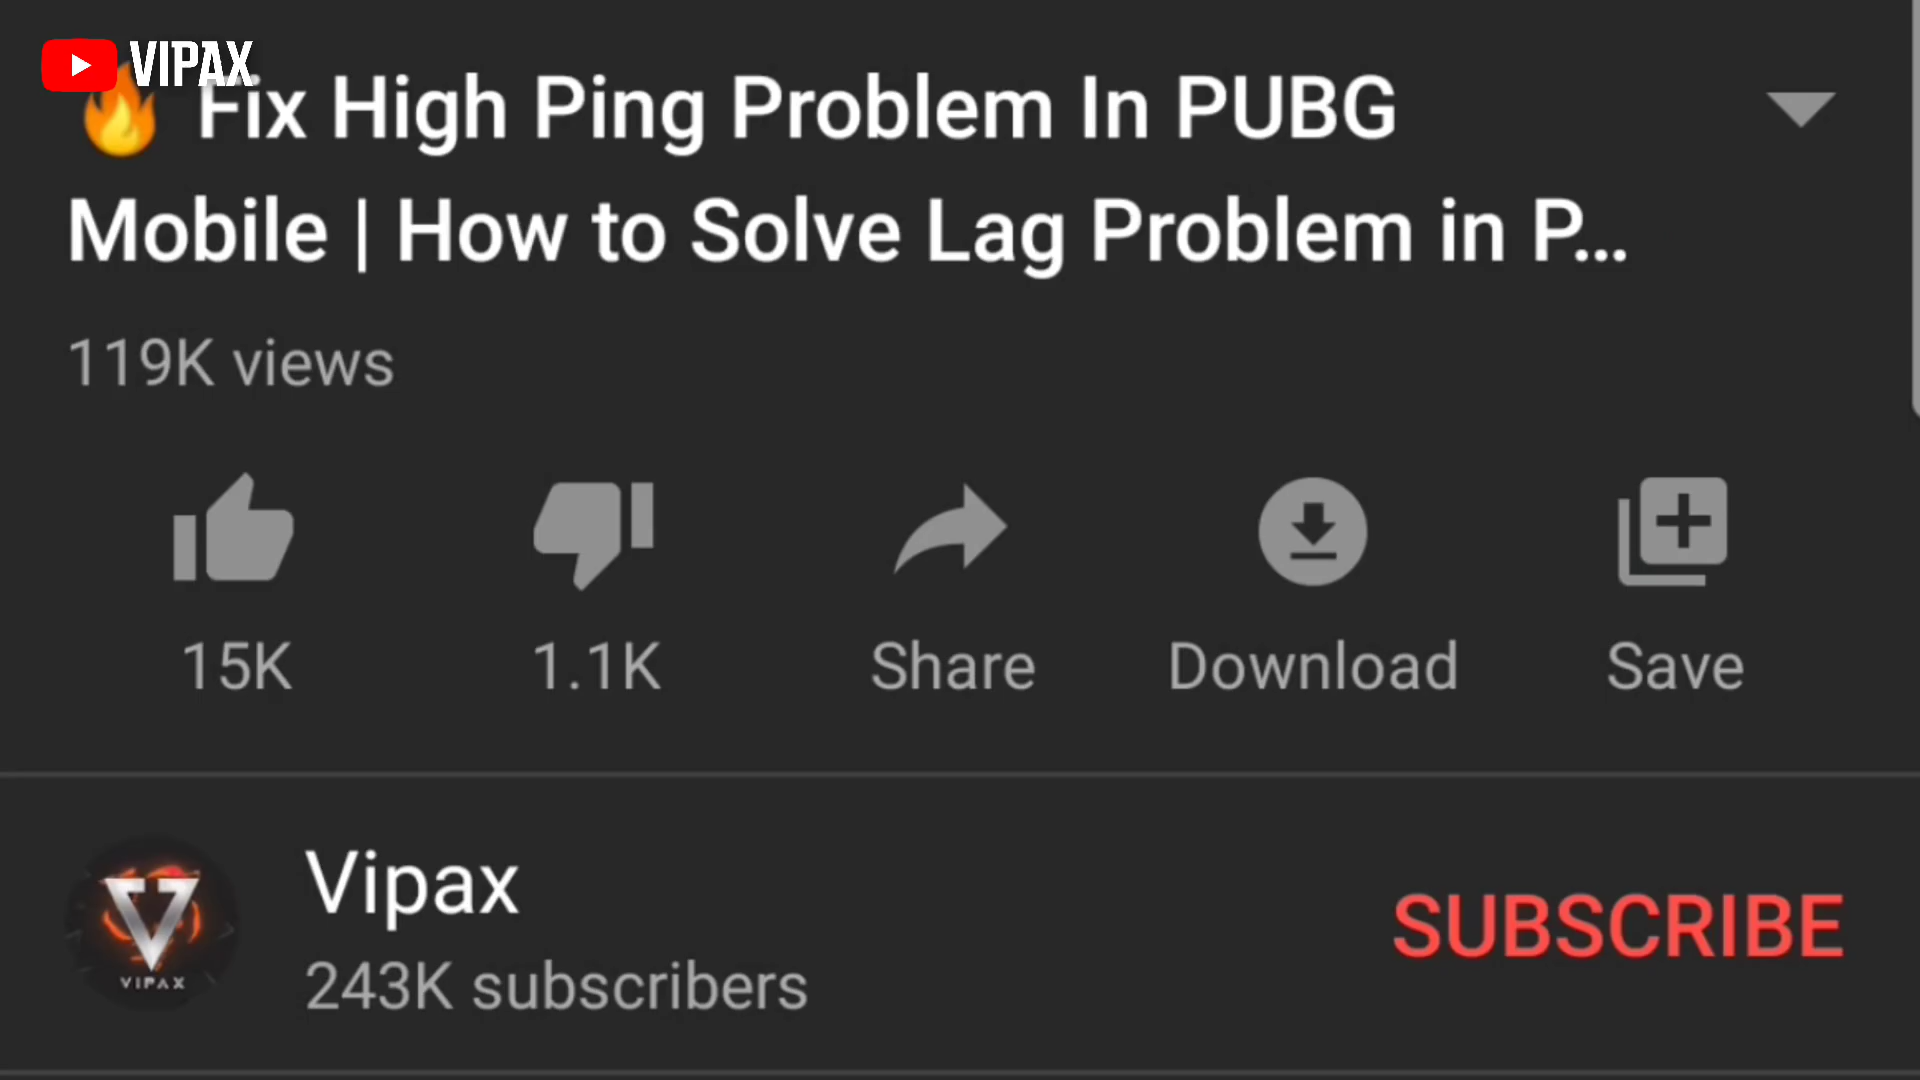 VIPAX
🔥 Fix High Ping Problem In PUBG
Mobile | How to Solve Lag Problem in P...
119K views
15K 1.1K Share Download Save
Vipax
243K subscribers
SUBSCRIBE
VIPAX